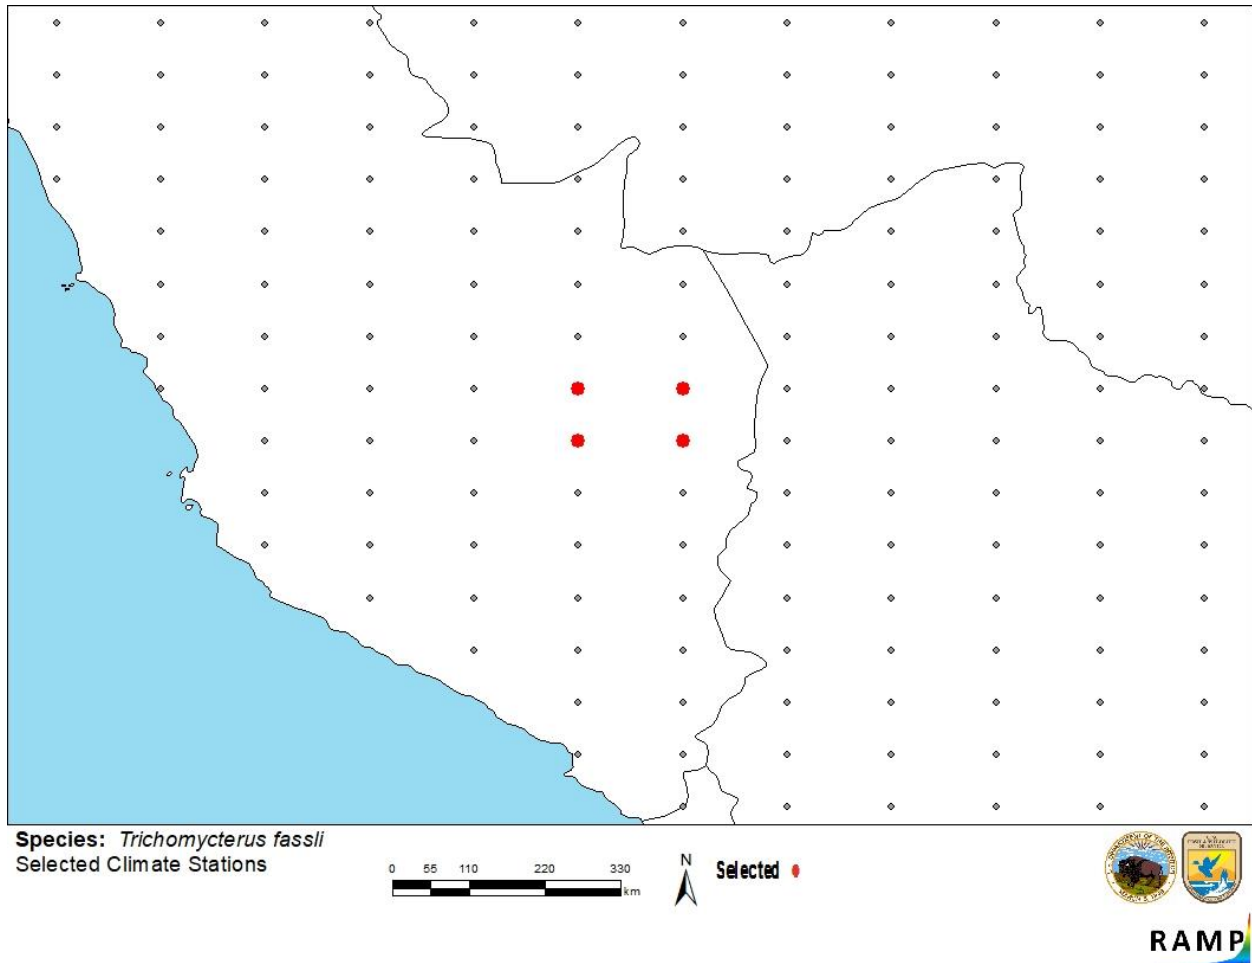 Species: Trichomycterus fassli
Selected Climate Stations
0 55 110 220 330
km
N
Selected
RAMP